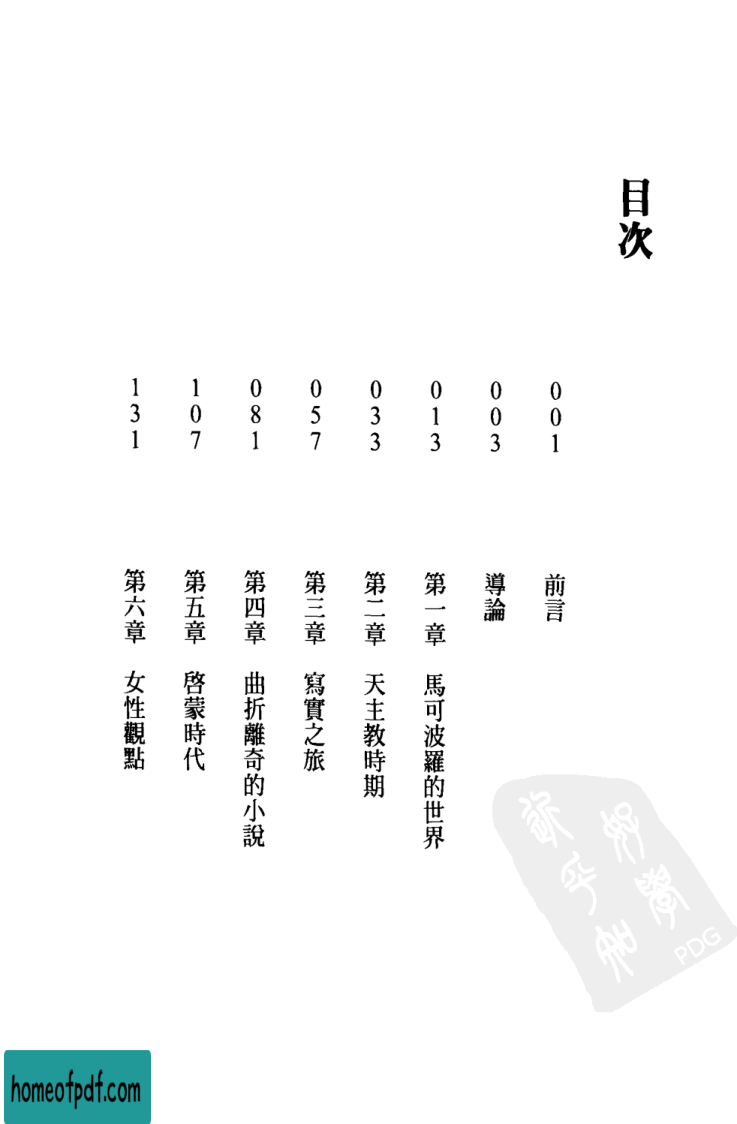 目次
001 前言
003 導論
013 第一章 馬可波羅的世界
033 第二章 天主教時期
057 第三章 寫實之旅
081 第四章 曲折離奇的小說
107 第五章 啓蒙時代
131 第六章 女性觀點
PDG
homeofpdf.com